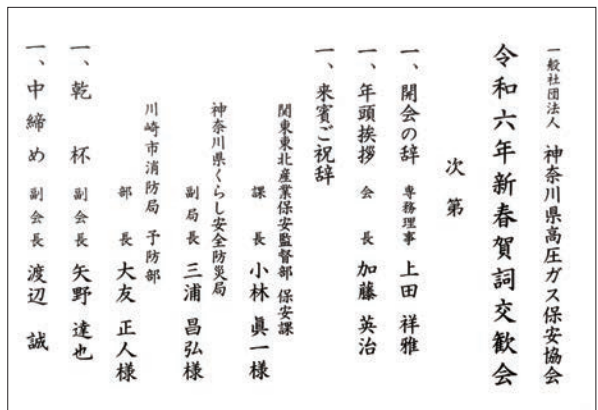 一般社団法人 神奈川県高圧ガス保安協会
令和六年新春賀詞交歓会
次第
一、開会の辞 専務理事 上田 祥雅
一、年頭挨拶 会長 加藤 英治
一、来賓ご祝辞
関東東北産業保安監督部 保安課
課長 小林 眞一様
神奈川県くらし安全防災局
副局長 三浦 昌弘様
川崎市消防局 予防部
部長 大友 正人様
一、乾杯 副会長 矢野 達也
一、中締め 副会長 渡辺 誠